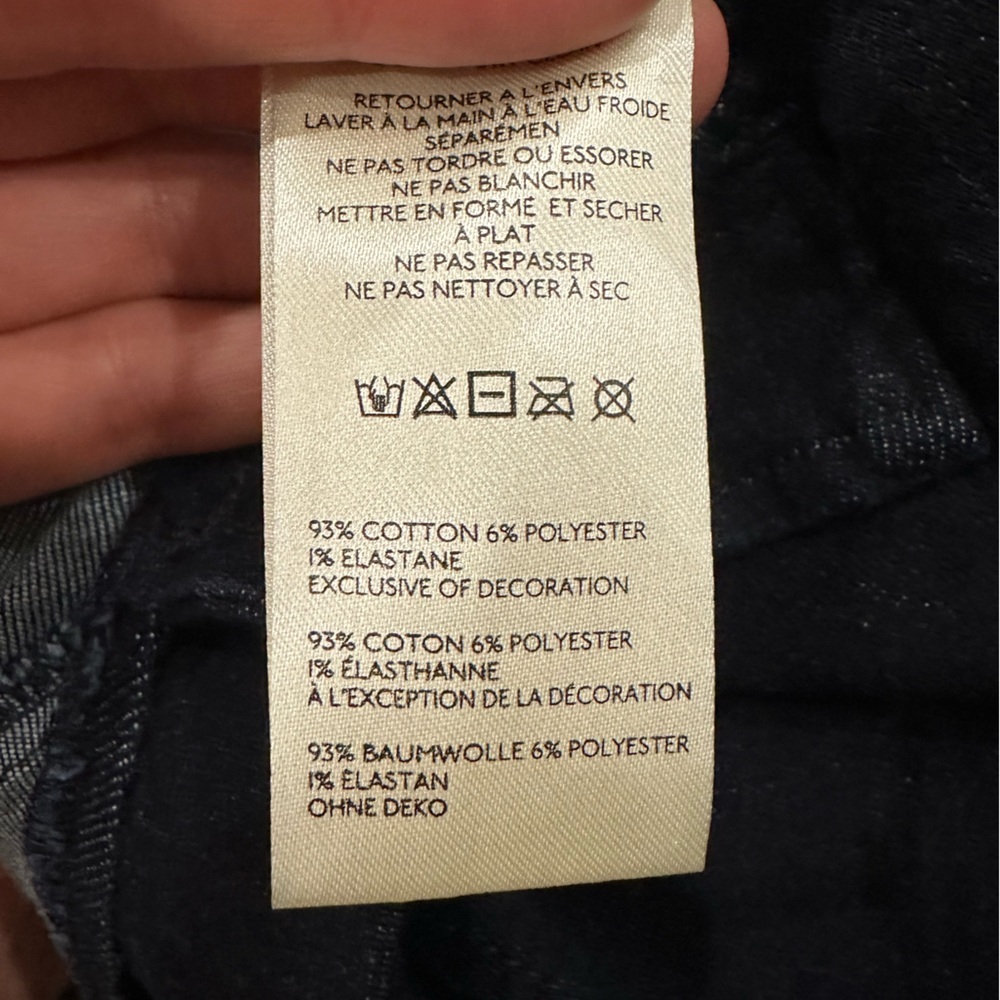 RETOURNER A L'ENVERS
LAVER À LA MAIN À L'EAU FROIDE
SÉPARÉMEN
NE PAS TORDRE OU ESSORER
NE PAS BLANCHIR
METTRE EN FORME ET SECHER
À PLAT
NE PAS REPASSER
NE PAS NETTOYER À SEC
93% COTTON 6% POLYESTER
1% ELASTANE
EXCLUSIVE OF DECORATION
93% COTON 6% POLYESTER
1% ÉLASTHANNE
À L'EXCEPTION DE LA DÉCORATION
93% BAUMWOLLE 6% POLYESTER
1% ELASTAN
OHNE DEKO